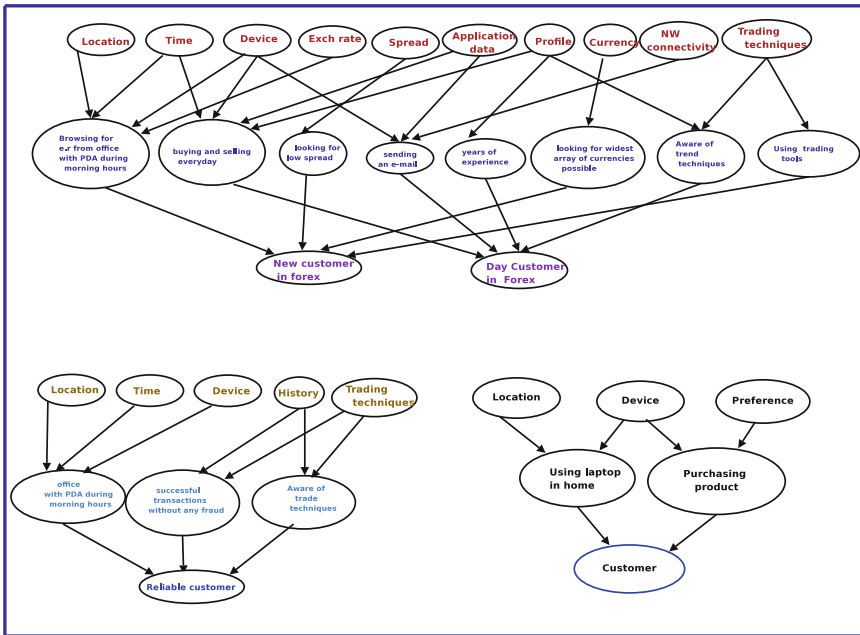 Location
Time
Device
Exch rate
Spread
Application
data
Profile
Currency
NW
connectivity
Trading
techniques
Browsing for
e.r from office
with PDA during
morning hours
buying and selling
everyday
looking for
low spread
sending
an e-mail
years of
experience
looking for widest
array of currencies
possible
Aware of
trend
techniques
Using trading
tools
New customer
in forex
Day Customer
in Forex
Location
Time
Device
History
Trading
techniques
office
with PDA during
morning hours
successful
transactions
without any fraud
Aware of
trade
techniques
Reliable customer
Location
Device
Preference
Using laptop
in home
Purchasing
product
Customer